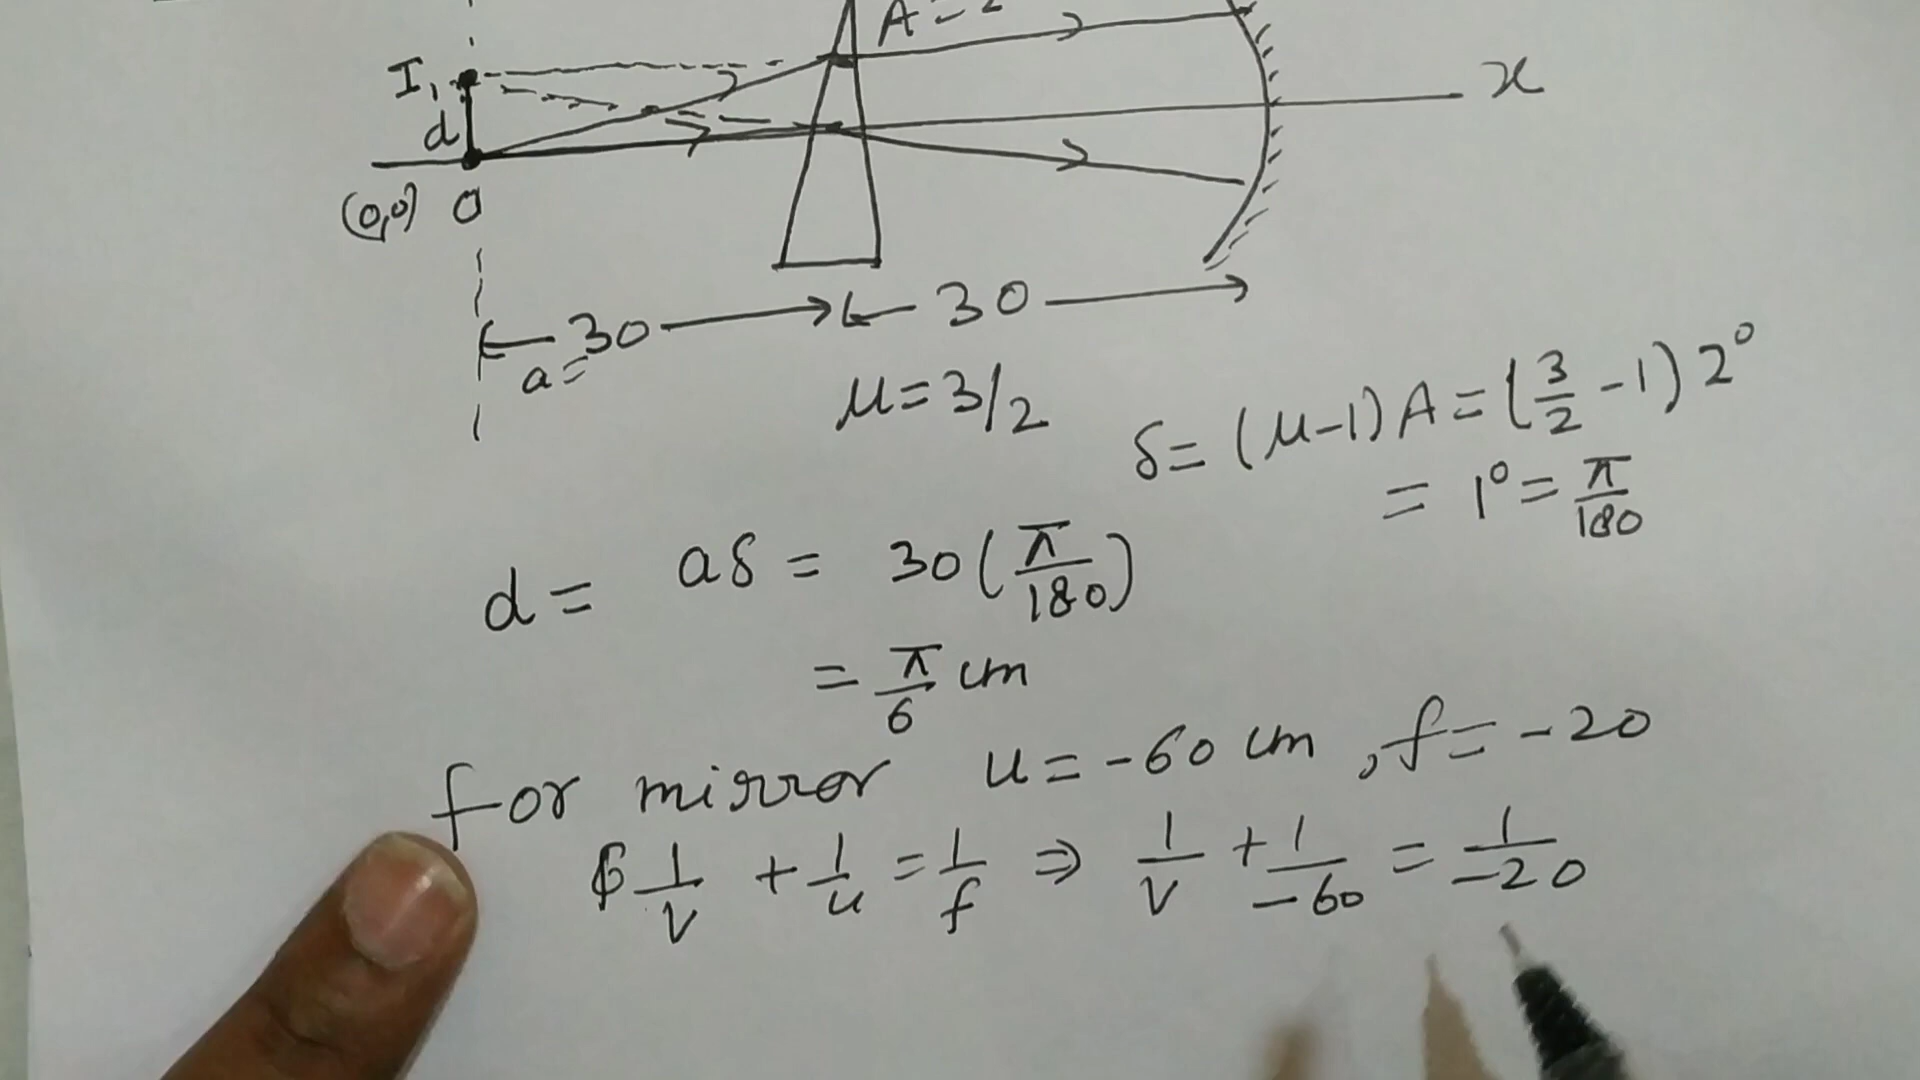 A = 2
I₁
d
x
(0,0) O
30 30
a =
μ = 3/2
δ = (μ-1) A = (3/2 - 1) 2°
= 1° = π/180
d = aδ = 30 (π/180)
= π/6 cm
for mirror u = -60 cm, f = -20
1/v + 1/u = 1/f ⇒ 1/v + 1/-60 = 1/-20